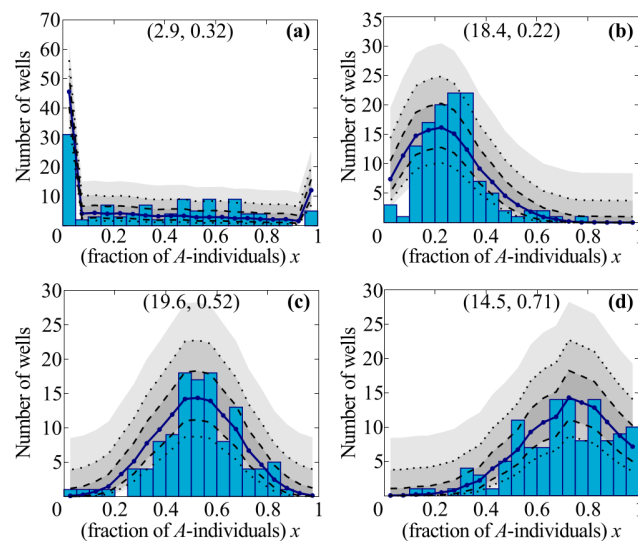 (2.9, 0.32) (a)
Number of wells
70
60
50
40
30
20
10
0 0.2 0.4 0.6 0.8 1
(fraction of A-individuals) x
(18.4, 0.22) (b)
Number of wells
35
30
25
20
15
10
5
0 0.2 0.4 0.6 0.8 1
(fraction of A-individuals) x
(19.6, 0.52) (c)
Number of wells
30
25
20
15
10
5
0 0.2 0.4 0.6 0.8 1
(fraction of A-individuals) x
(14.5, 0.71) (d)
Number of wells
30
25
20
15
10
5
0 0.2 0.4 0.6 0.8 1
(fraction of A-individuals) x